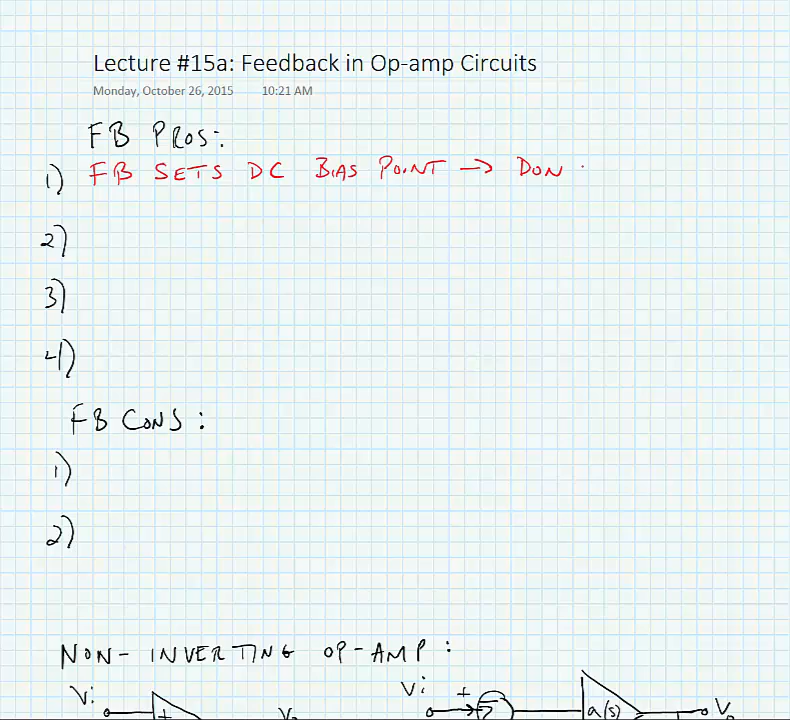 Lecture #15a: Feedback in Op-amp Circuits
Monday, October 26, 2015 10:21 AM
FB PROS:
1) FB SETS DC BIAS POINT → DON
2)
3)
4)
FB CONS:
1)
2)
NON-INVERTING OP-AMP:
Vi + Vo
Vi + Σ a(s) Vo